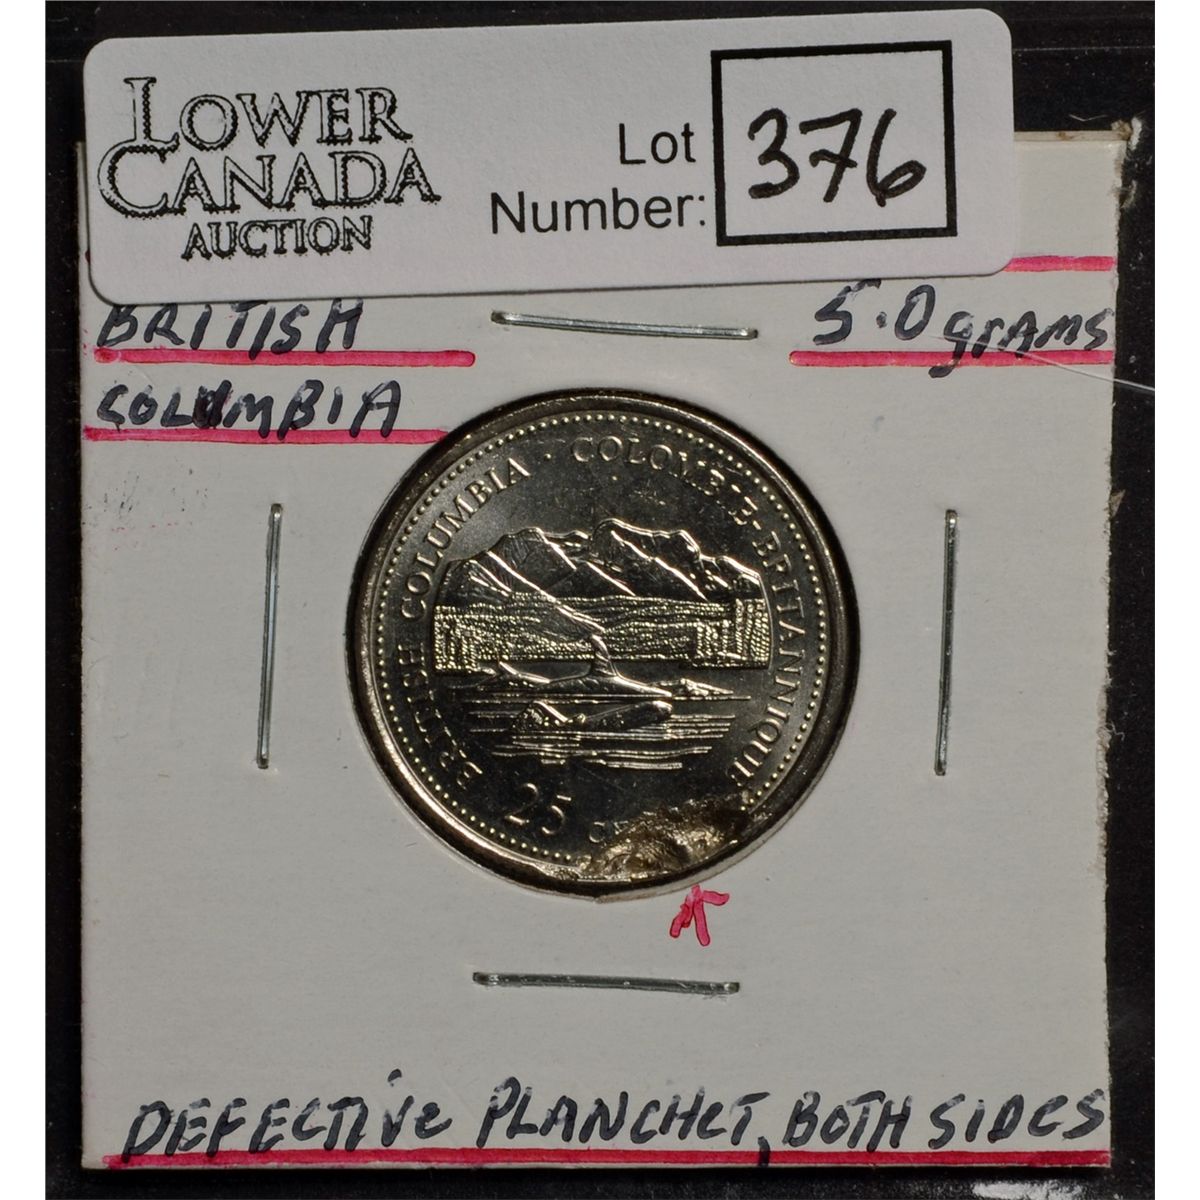 LOWER
CANADA
AUCTION
Lot
Number:
376
BRITISH
COLUMBIA
5.0 grAMS
BRITISH COLUMBIA · COLOMBIE-BRITANNIQUE
25 CE
DEFECTIVE PLANCHET, BOTH SIDES